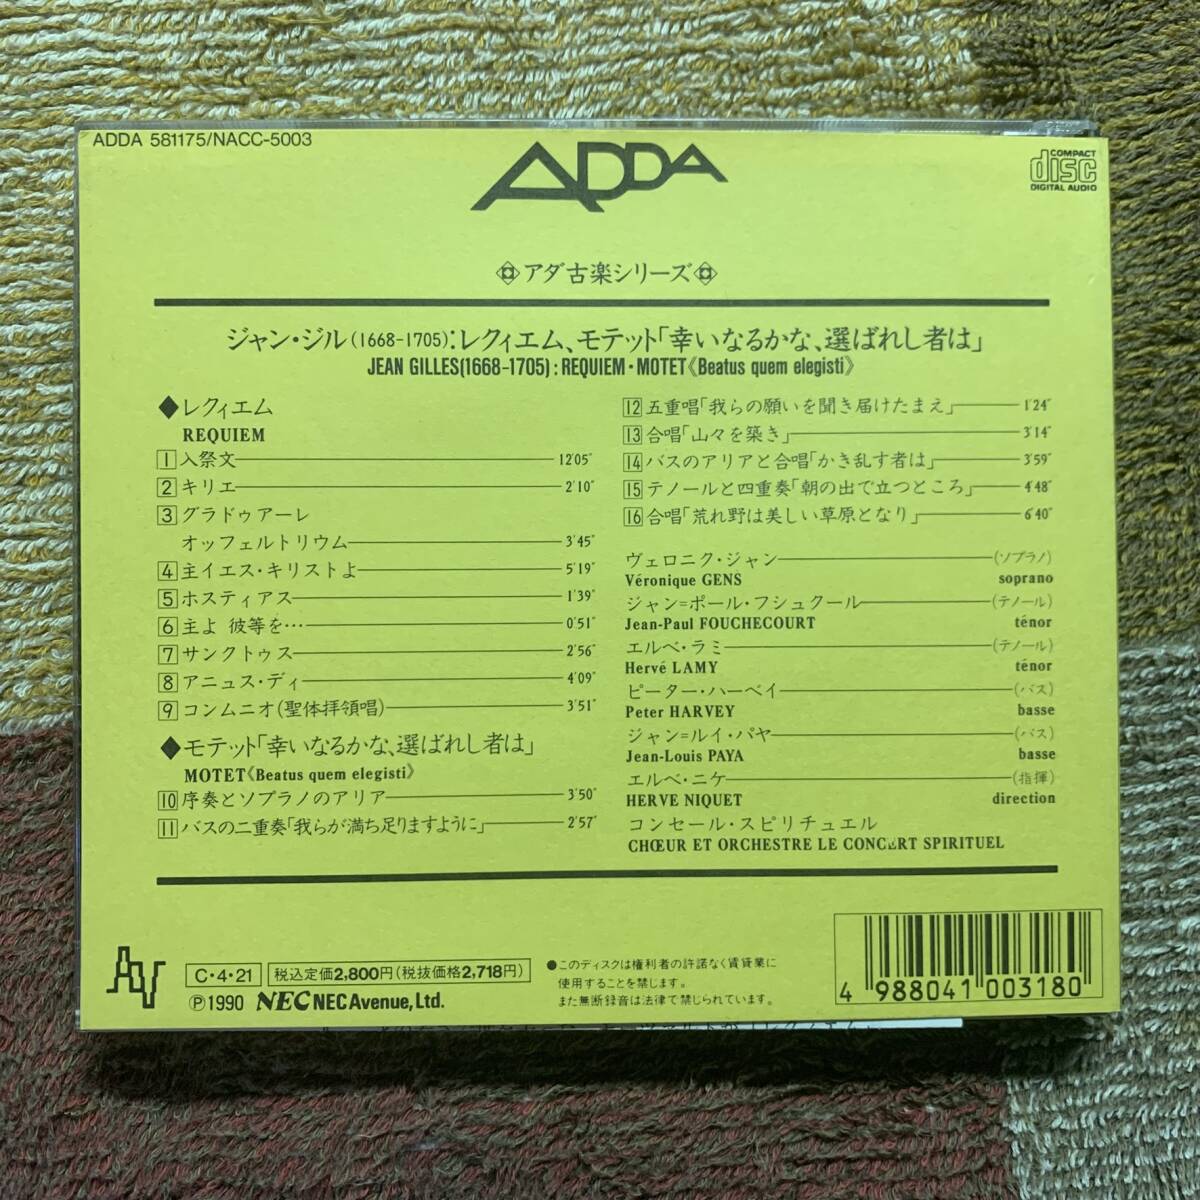 ADDA 581175/NACC-5003
ADDA
COMPACT
disc
DIGITAL AUDIO
アダ古楽シリーズ
ジャン・ジル(1668-1705):レクィエム、モテット「幸いなるかな、選ばれし者は」
JEAN GILLES(1668-1705):REQUIEM・MOTET《Beatus quem elegisti》
◆レクィエム
REQUIEM
1 入祭文 12'05"
2 キリエ 2'10"
3 グラドゥアーレ
オッフェルトリウム 3'45"
4 主イエス・キリストよ 5'19"
5 ホスティアス 1'39"
6 主よ 彼等を… 0'51"
7 サンクトゥス 2'56"
8 アニュス・ディ 4'09"
9 コンムニオ(聖体拝領唱) 3'51"
◆モテット「幸いなるかな、選ばれし者は」
MOTET《Beatus quem elegisti》
10 序奏とソプラノのアリア 3'50"
11 バスの二重奏「我らが満ち足りますように」 2'57"
12 五重唱「我らの願いを聞き届けたまえ」 1'24"
13 合唱「山々を築き」 3'14"
14 バスのアリアと合唱「かき乱す者は」 3'59"
15 テノールと四重奏「朝の出で立つところ」 4'48"
16 合唱「荒れ野は美しい草原となり」 6'40"
ヴェロニク・ジャン (ソプラノ)
Véronique GENS soprano
ジャン=ポール・フシュクール (テノール)
Jean-Paul FOUCHECOURT ténor
エルベ・ラミ (テノール)
Hervé LAMY ténor
ピーター・ハーベイ (バス)
Peter HARVEY basse
ジャン=ルイ・パヤ (バス)
Jean-Louis PAYA basse
エルベ・ニケ (指揮)
HERVE NIQUET direction
コンセール・スピリチュエル
CHŒUR ET ORCHESTRE LE CONCERT SPIRITUEL
C・4・21 税込定価2,800円(税抜価格2,718円)
Ⓟ1990 NEC NEC Avenue, Ltd.
●このディスクは権利者の許諾なく賃貸業に
使用することを禁じます。
また無断録音は法律で禁じられています。
4 988041 003180